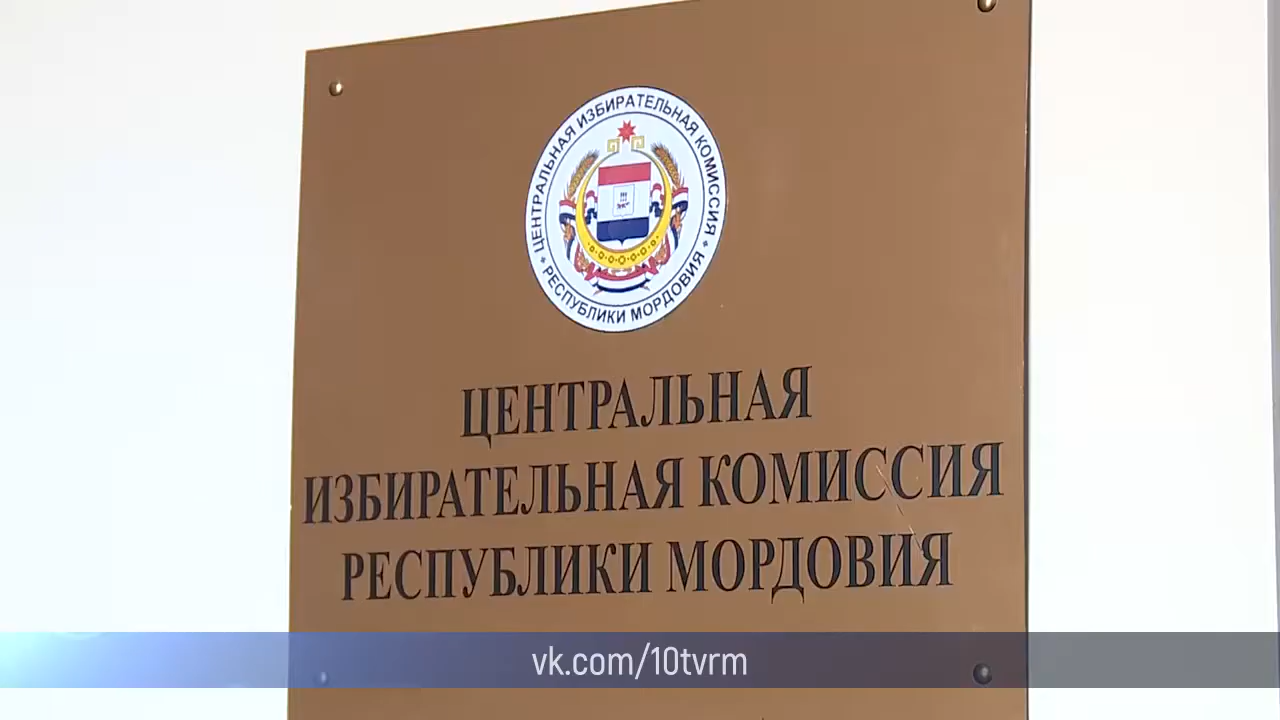 ЦЕНТРАЛЬНАЯ ИЗБИРАТЕЛЬНАЯ КОМИССИЯ
РЕСПУБЛИКИ МОРДОВИЯ
ЦЕНТРАЛЬНАЯ
ИЗБИРАТЕЛЬНАЯ КОМИССИЯ
РЕСПУБЛИКИ МОРДОВИЯ
vk.com/10tvrm